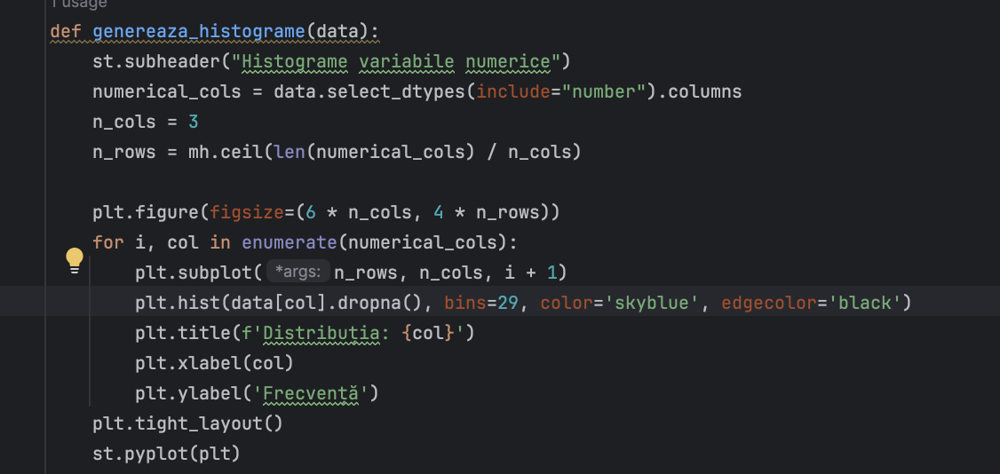 1 usage
def genereaza_histograme(data):
    st.subheader("Histograme variabile numerice")
    numerical_cols = data.select_dtypes(include="number").columns
    n_cols = 3
    n_rows = mh.ceil(len(numerical_cols) / n_cols)
    plt.figure(figsize=(6 * n_cols, 4 * n_rows))
    for i, col in enumerate(numerical_cols):
        plt.subplot( *args: n_rows, n_cols, i + 1)
        plt.hist(data[col].dropna(), bins=29, color='skyblue', edgecolor='black')
        plt.title(f'Distribuția: {col}')
        plt.xlabel(col)
        plt.ylabel('Frecvență')
    plt.tight_layout()
    st.pyplot(plt)